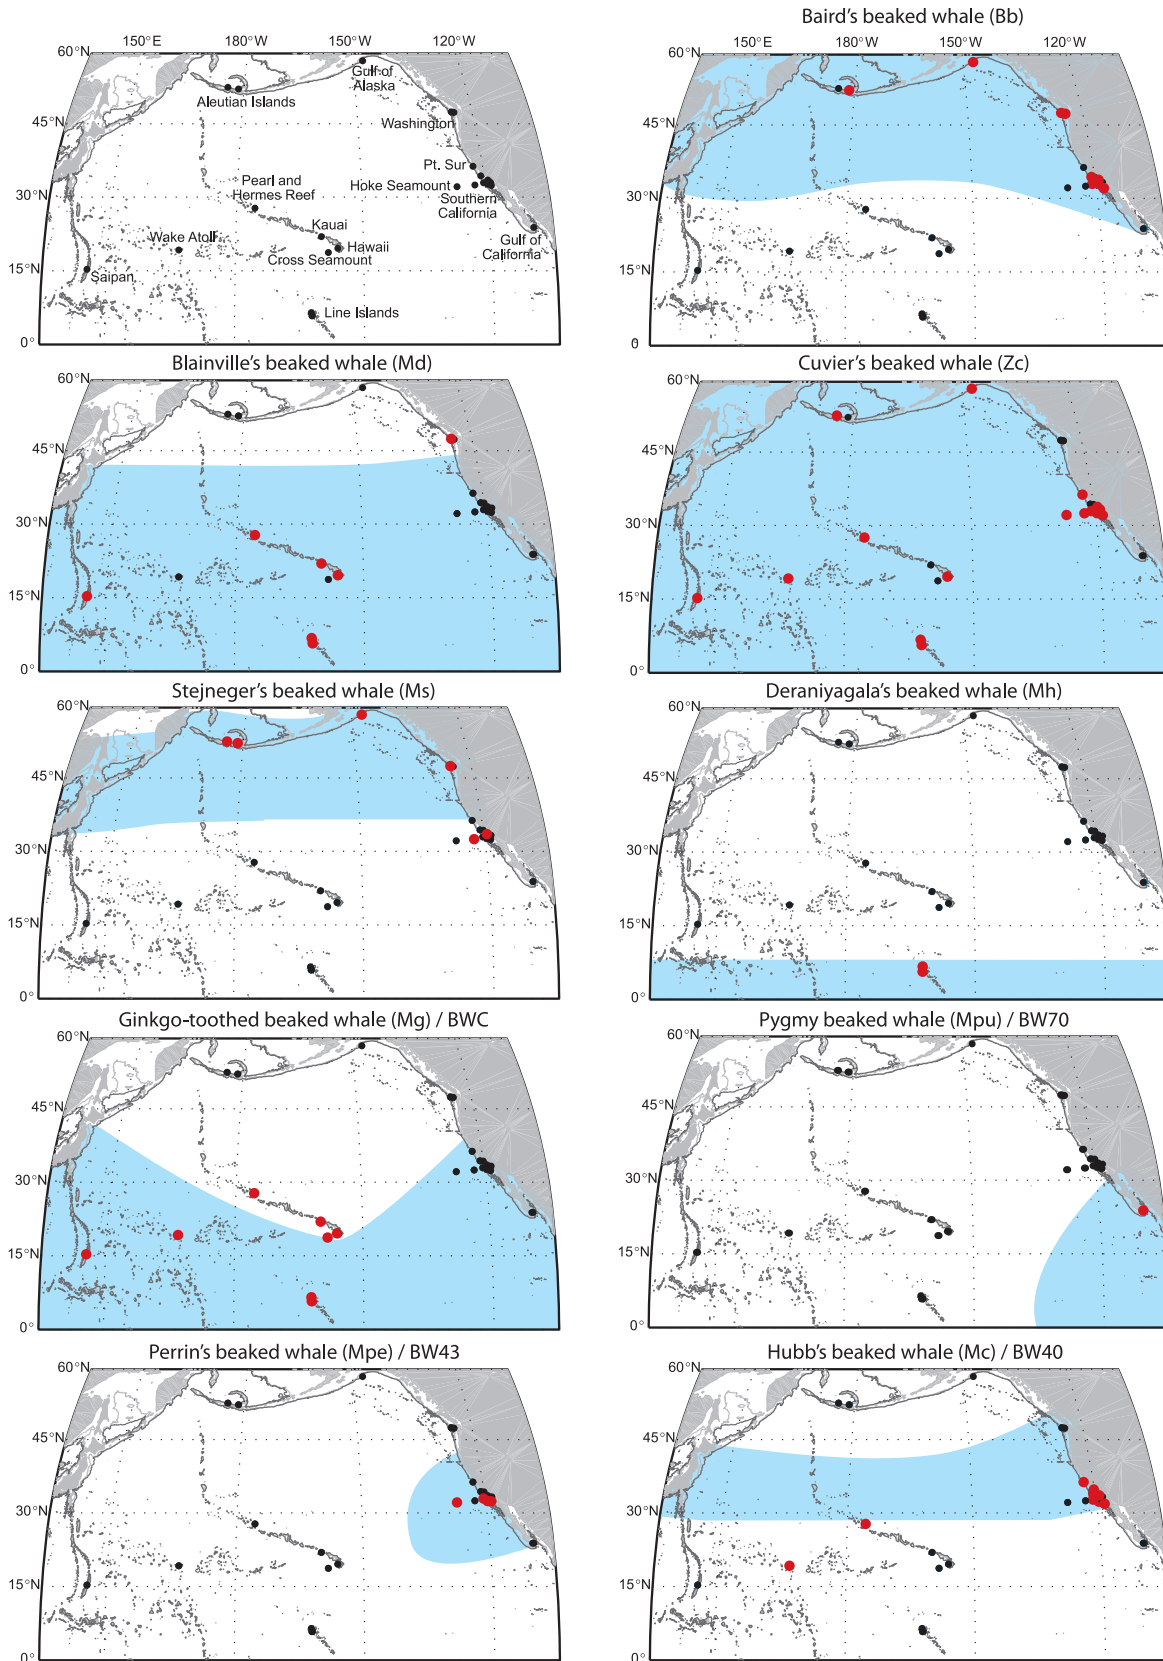 Baird's beaked whale (Bb)
150°E 180°W 150°W 120°W
60°N
45°N
30°N
15°N
0°
Gulf of
Alaska
Aleutian Islands
Washington
Pt. Sur
Pearl and
Hermes Reef
Hoke Seamount
Southern
California
Kauai
Wake Atoll
Hawaii
Gulf of
California
Cross Seamount
Saipan
Line Islands
150°E 180°W 150°W 120°W
60°N
45°N
30°N
15°N
0
Blainville's beaked whale (Md)
60°N
45°N
30°N
15°N
0°
Cuvier's beaked whale (Zc)
60°N
45°N
30°N
15°N
0°
Stejneger's beaked whale (Ms)
60°N
45°N
30°N
15°N
0°
Deraniyagala's beaked whale (Mh)
60°N
45°N
30°N
15°N
0°
Ginkgo-toothed beaked whale (Mg) / BWC
60°N
45°N
30°N
15°N
0°
Pygmy beaked whale (Mpu) / BW70
60°N
45°N
30°N
15°N
0°
Perrin's beaked whale (Mpe) / BW43
60°N
45°N
30°N
15°N
0°
Hubb's beaked whale (Mc) / BW40
60°N
45°N
30°N
15°N
0°